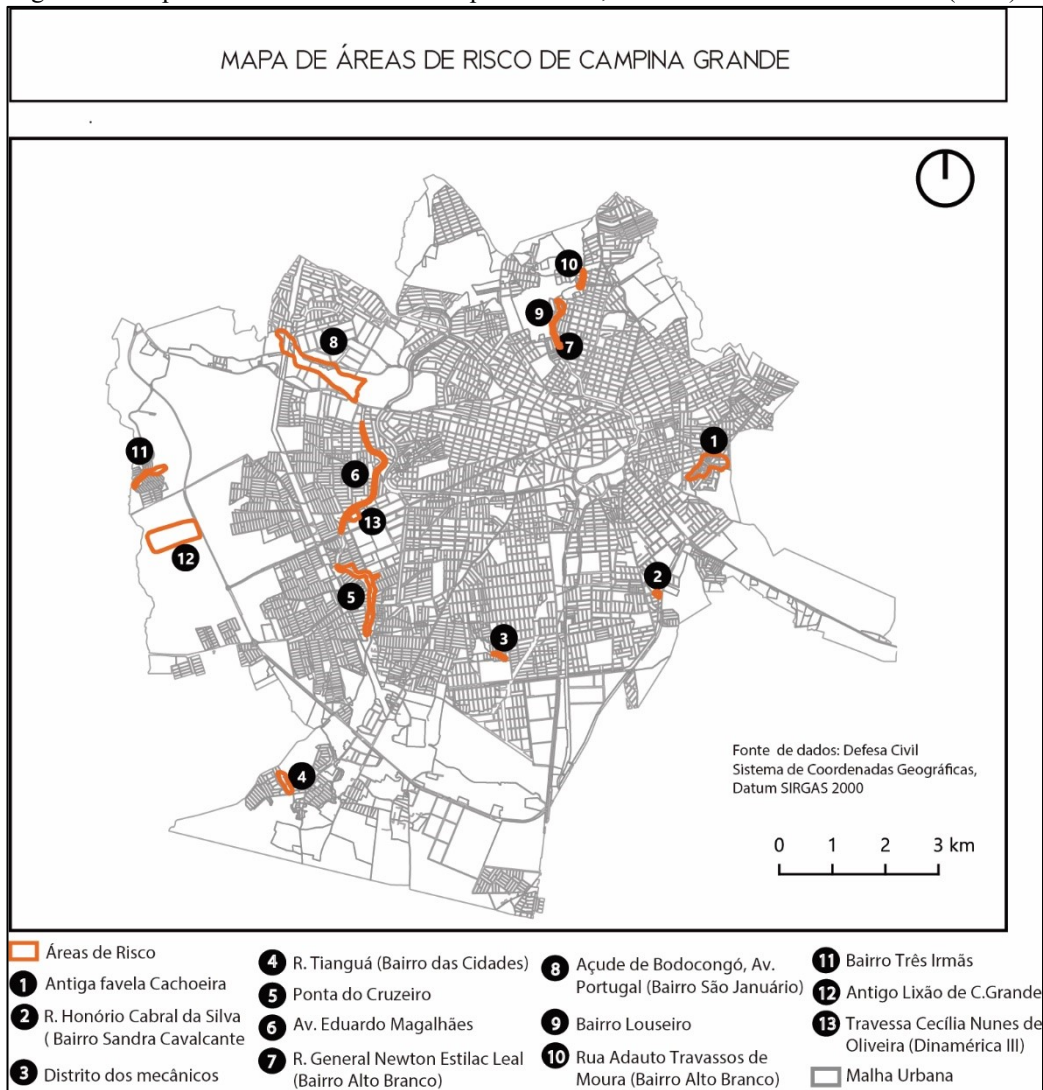 MAPA DE ÁREAS DE RISCO DE CAMPINA GRANDE
10
9
8
7
1
11
6
13
12
2
5
3
4
Fonte de dados: Defesa Civil
Sistema de Coordenadas Geográficas,
Datum SIRGAS 2000
0 1 2 3 km
Áreas de Risco
1 Antiga favela Cachoeira
2 R. Honório Cabral da Silva
( Bairro Sandra Cavalcante
3 Distrito dos mecânicos
4 R. Tianguá (Bairro das Cidades)
5 Ponta do Cruzeiro
6 Av. Eduardo Magalhães
7 R. General Newton Estilac Leal
(Bairro Alto Branco)
8 Açude de Bodocongó, Av.
Portugal (Bairro São Januário)
9 Bairro Louseiro
10 Rua Adauto Travassos de
Moura (Bairro Alto Branco)
11 Bairro Três Irmãs
12 Antigo Lixão de C.Grande
13 Travessa Cecília Nunes de
Oliveira (Dinamérica III)
Malha Urbana